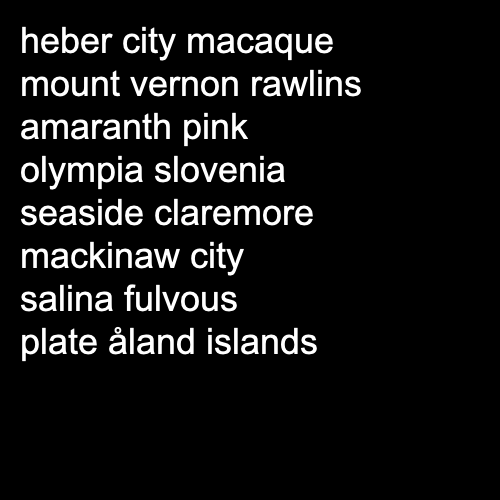 heber city macaque
mount vernon rawlins
amaranth pink
olympia slovenia
seaside claremore
mackinaw city
salina fulvous
plate åland islands